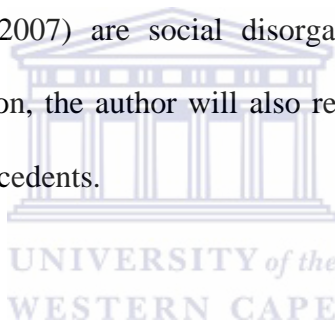 2007) are social disorga
on, the author will also re
cedents.
UNIVERSITY of the
WESTERN CAPE